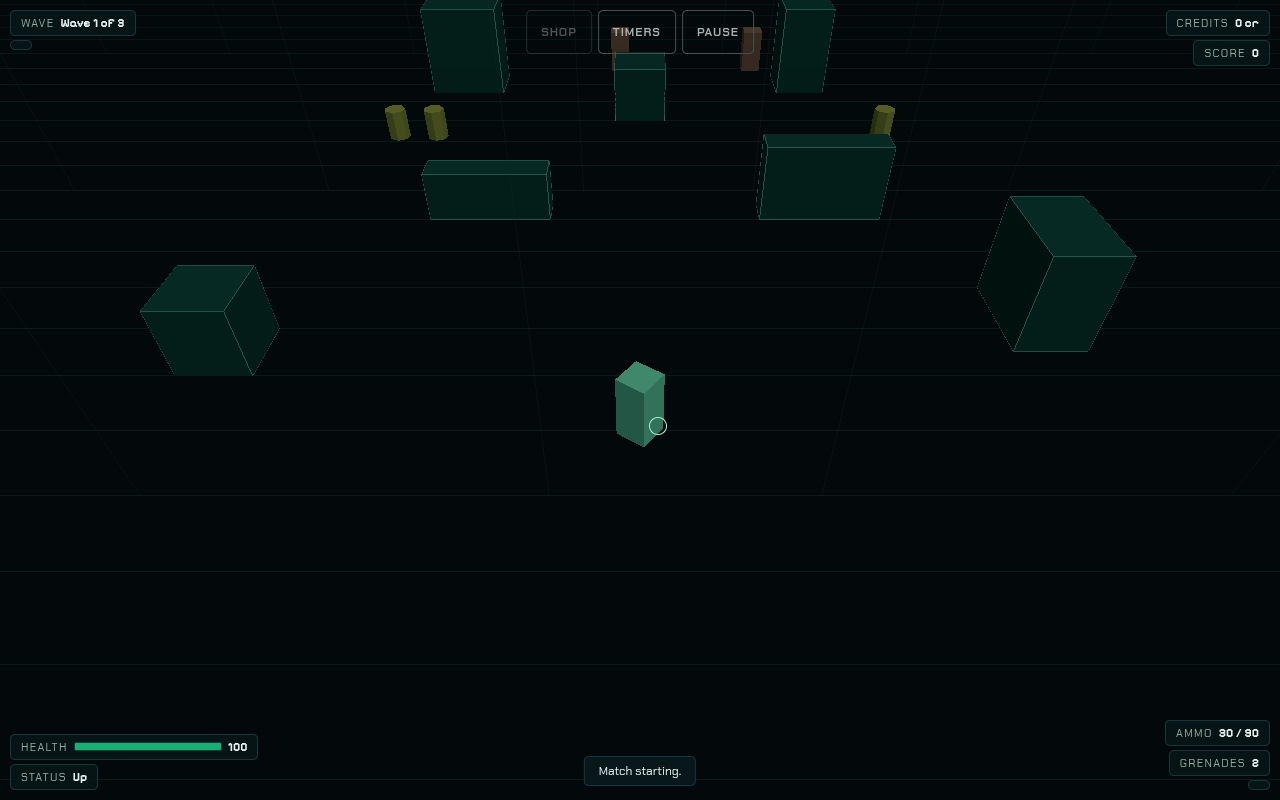 WAVE Wave 1 of 3
SHOP
TIMERS
PAUSE
CREDITS 0 cr
SCORE 0
HEALTH 100
STATUS Up
Match starting.
AMMO 30 / 90
GRENADES 2